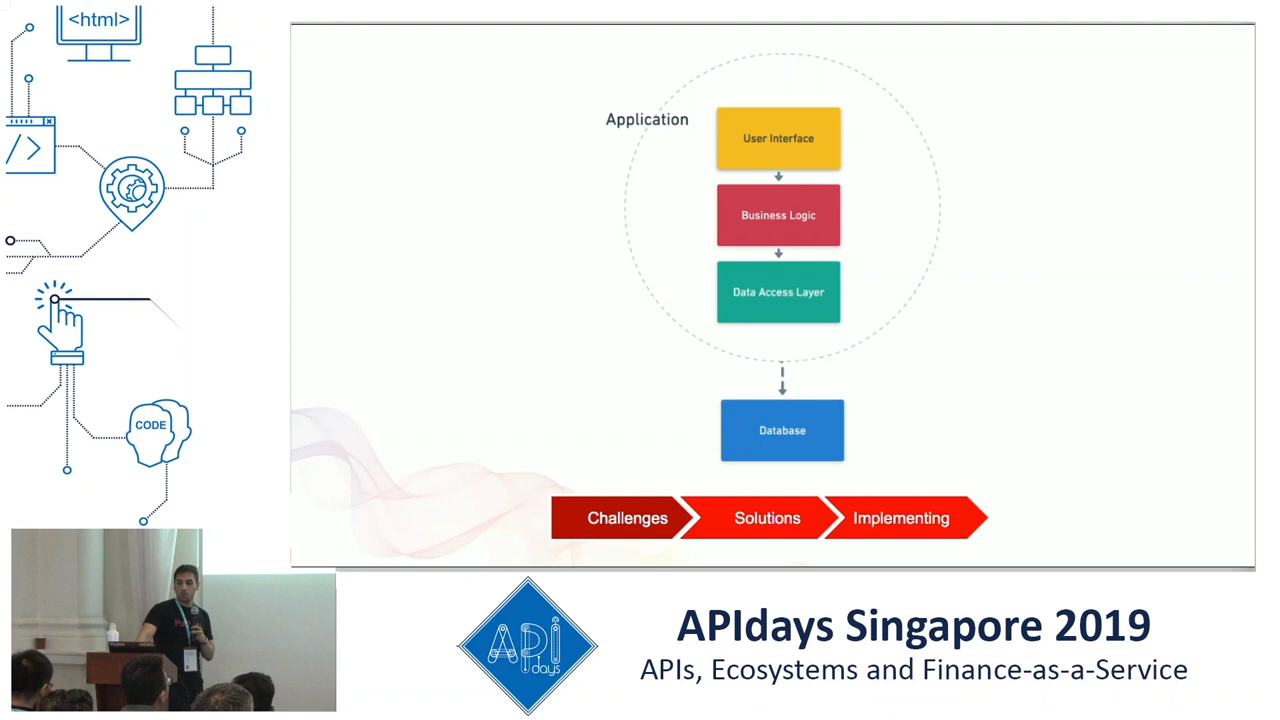 <html>
</>
CODE
Application
User Interface
Business Logic
Data Access Layer
Database
Challenges
Solutions
Implementing
API
days
APIdays Singapore 2019
APIs, Ecosystems and Finance-as-a-Service